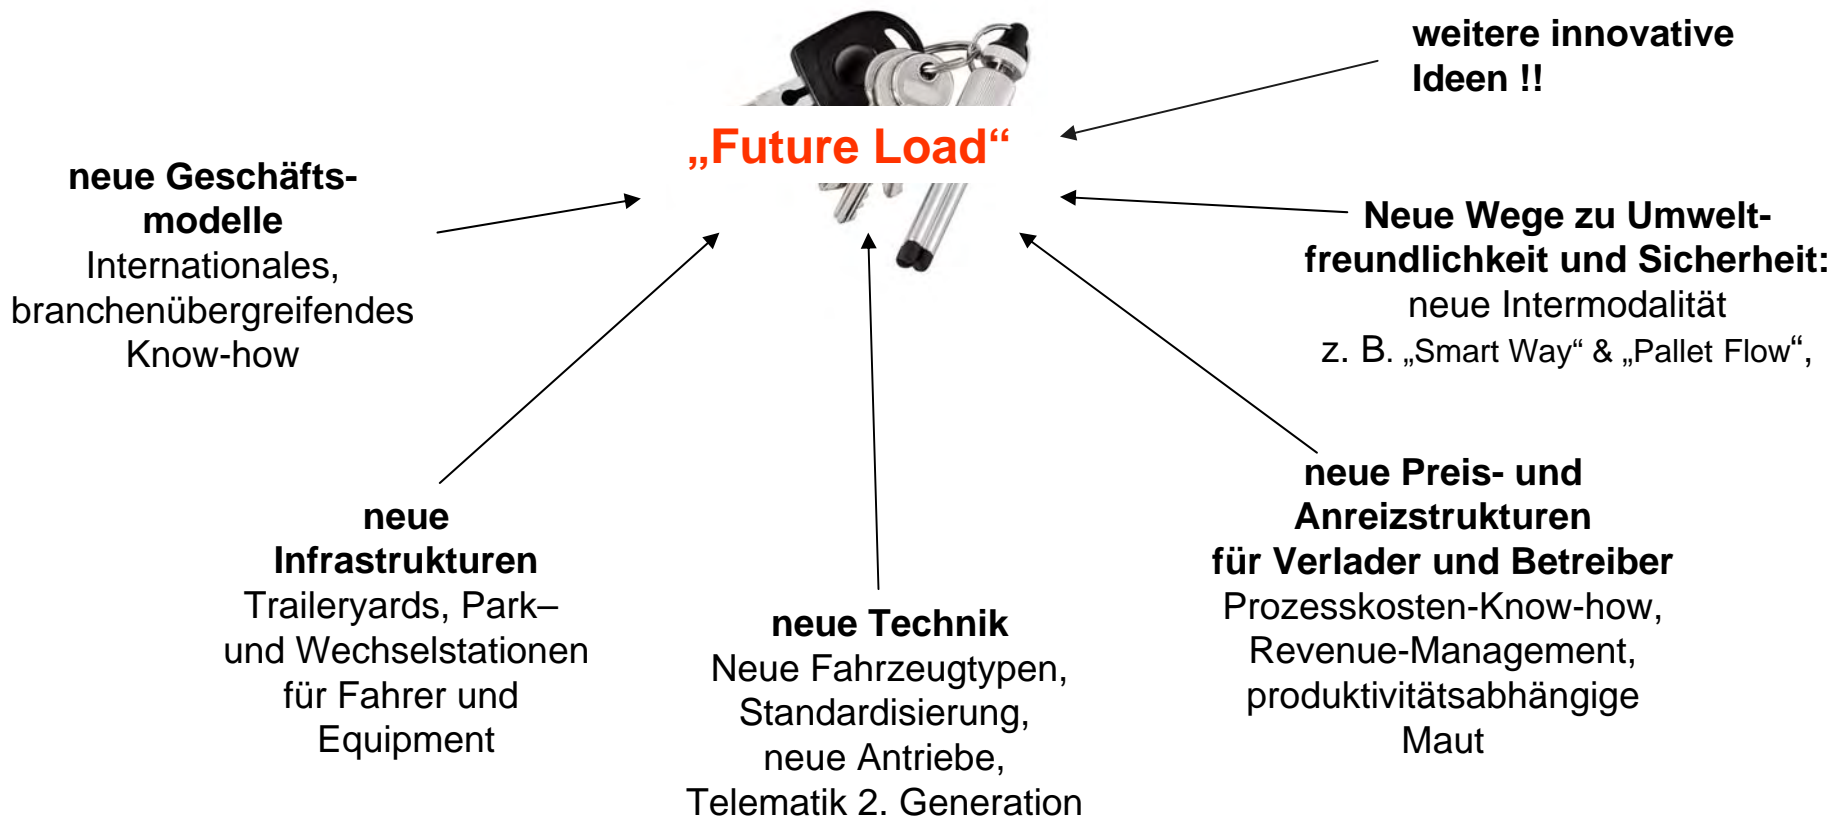 „Future Load“
weitere innovative
Ideen !!
neue Geschäfts-
modelle
Internationales,
branchenübergreifendes
Know-how
Neue Wege zu Umwelt-
freundlichkeit und Sicherheit:
neue Intermodalität
z. B. „Smart Way“ & „Pallet Flow“,
neue
Infrastrukturen
Traileryards, Park–
und Wechselstationen
für Fahrer und
Equipment
neue Technik
Neue Fahrzeugtypen,
Standardisierung,
neue Antriebe,
Telematik 2. Generation
neue Preis- und
Anreizstrukturen
für Verlader und Betreiber
Prozesskosten-Know-how,
Revenue-Management,
produktivitätsabhängige
Maut